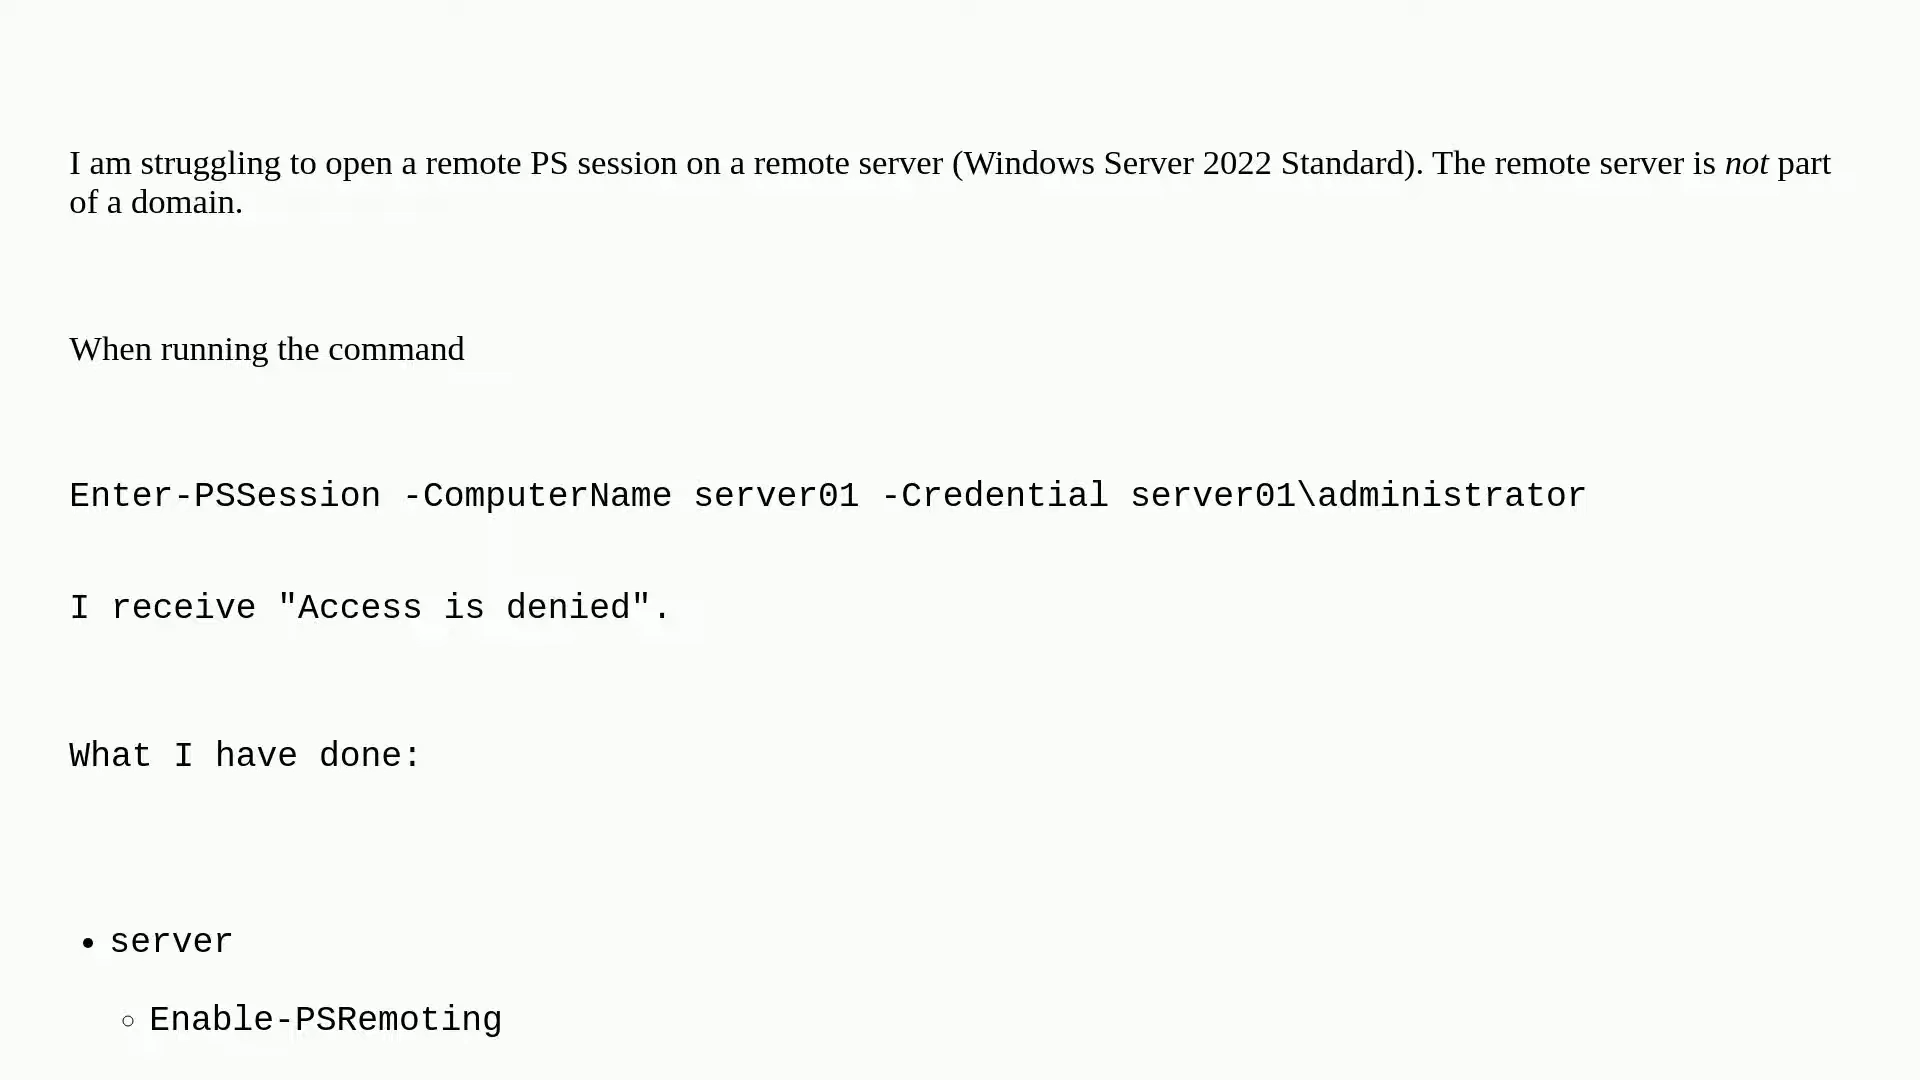 I am struggling to open a remote PS session on a remote server (Windows Server 2022 Standard). The remote server is not part
of a domain.
When running the command
Enter-PSSession -ComputerName server01 -Credential server01\administrator
I receive "Access is denied".
What I have done:
• server
◦ Enable-PSRemoting